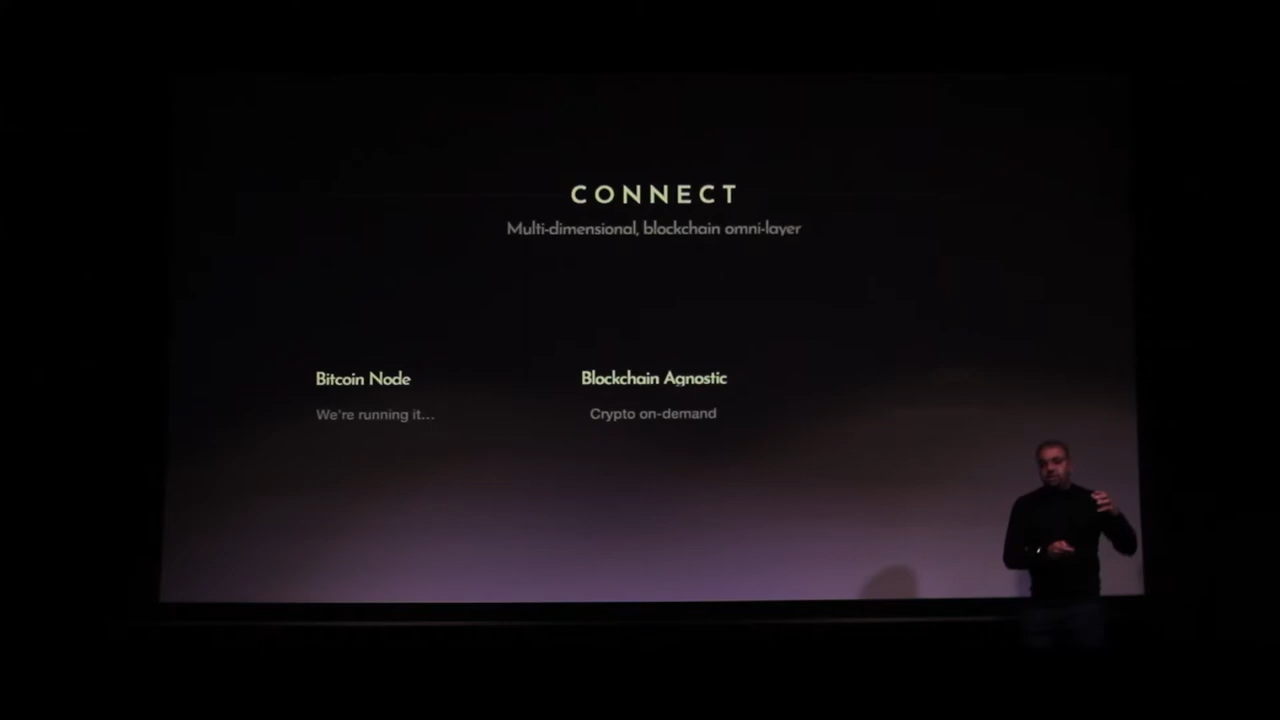 CONNECT
Multi-dimensional, blockchain omni-layer
Bitcoin Node
Blockchain Agnostic
We're running it...
Crypto on-demand